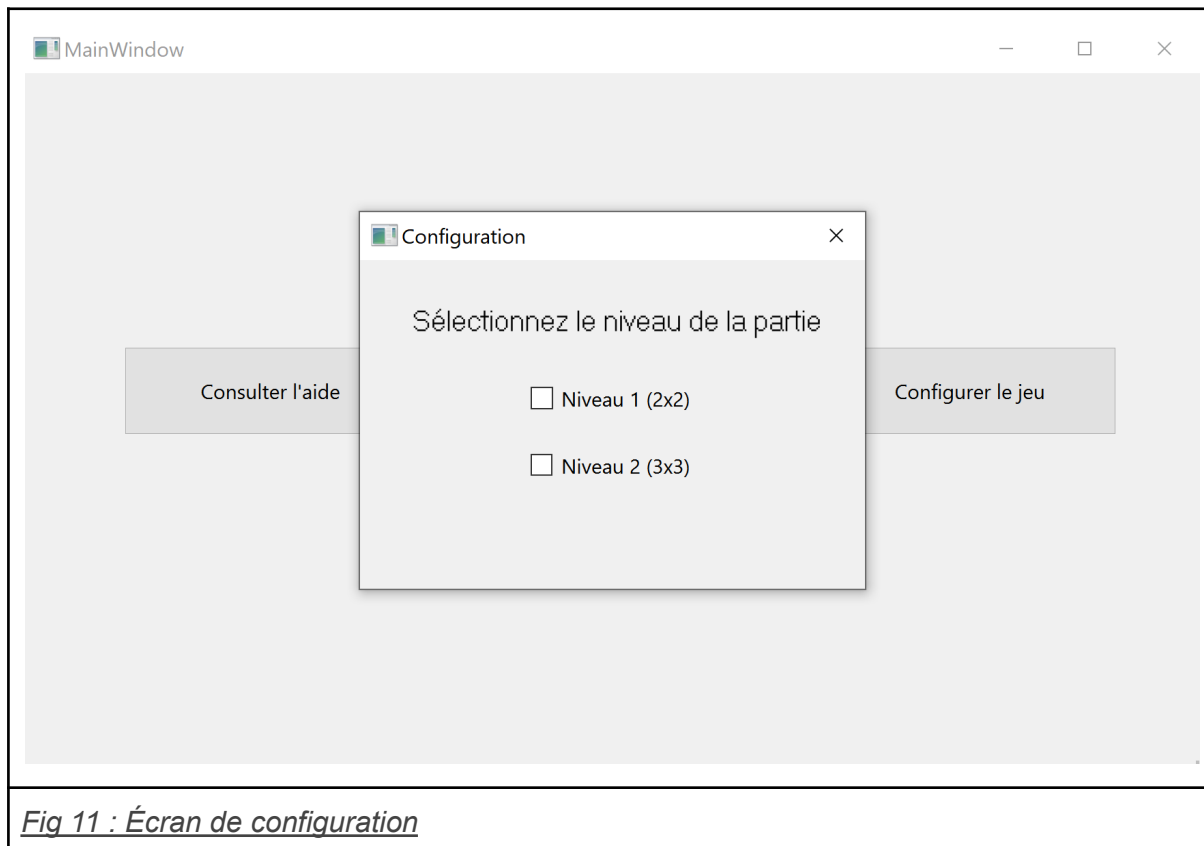 MainWindow
Configuration
Sélectionnez le niveau de la partie
Consulter l'aide
Niveau 1 (2x2)
Configurer le jeu
Niveau 2 (3x3)
Fig 11 : Écran de configuration